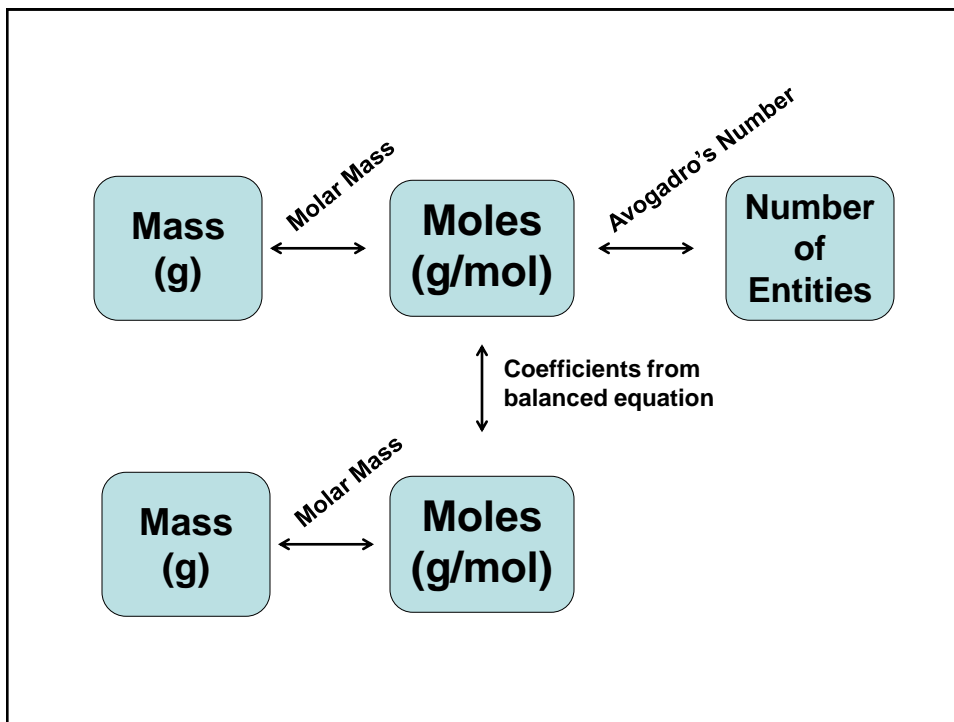 Mass
(g)
Molar Mass
Moles
(g/mol)
Avogadro's Number
Number
of
Entities
Coefficients from
balanced equation
Mass
(g)
Molar Mass
Moles
(g/mol)